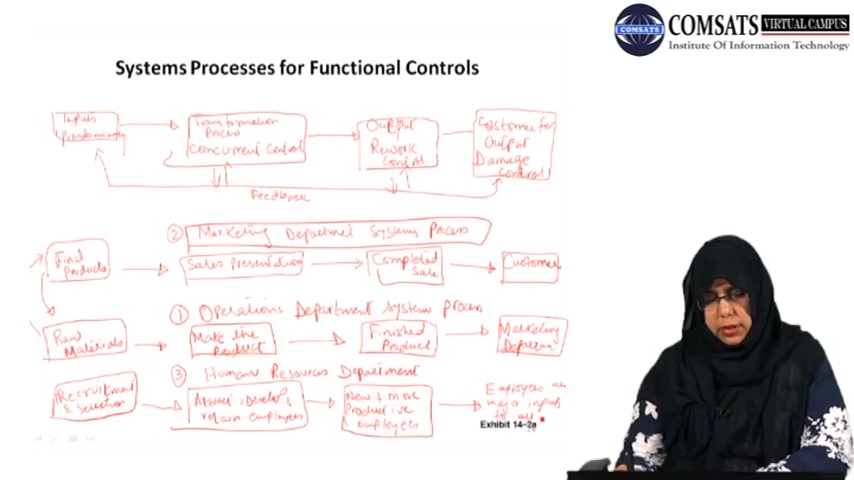 COMSATS
COMSATS VIRTUAL CAMPUS
Institute Of Information Technology
Systems Processes for Functional Controls
Inputs
Transformation
Process
Concurrent Control
Output
Rework
Control
Customer for
Output
Damage
Control
Feedback
② Marketing Department Systems Process
Final
Products
Sales Presentation
Completed
Sale
Customer
① Operations Department System Process
Raw
Materials
Make the
Product
Finished
Product
Marketing
③ Human Resources Department
Recruitment
& Selection
Attract, Develop &
retain employees
New & more
Productive
employees
Employees are
major inputs
to all
Exhibit 14-2a